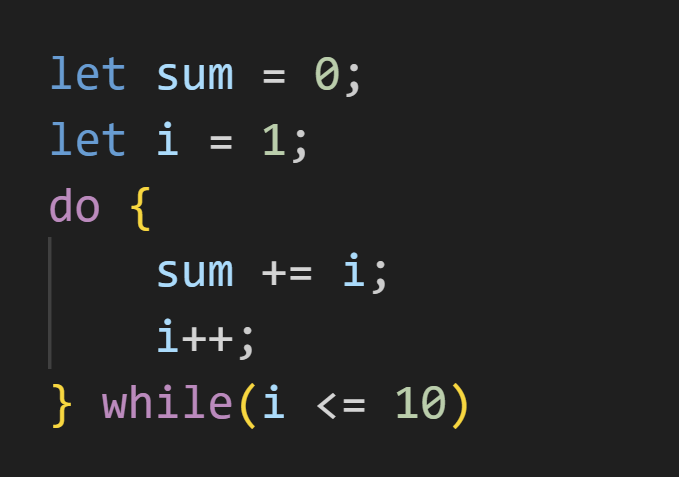 let sum = 0;
let i = 1;
do {
    sum += i;
    i++;
} while(i <= 10)